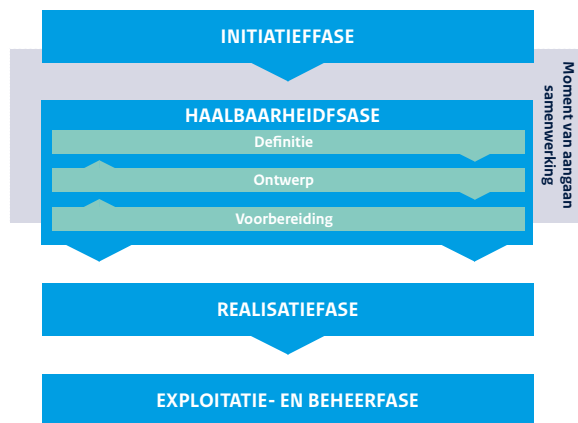 INITIATIEFFASE
HAALBAARHEIDFSASE
Definitie
Ontwerp
Voorbereiding
Moment van aangaan
samenwerking
REALISATIEFASE
EXPLOITATIE- EN BEHEERFASE